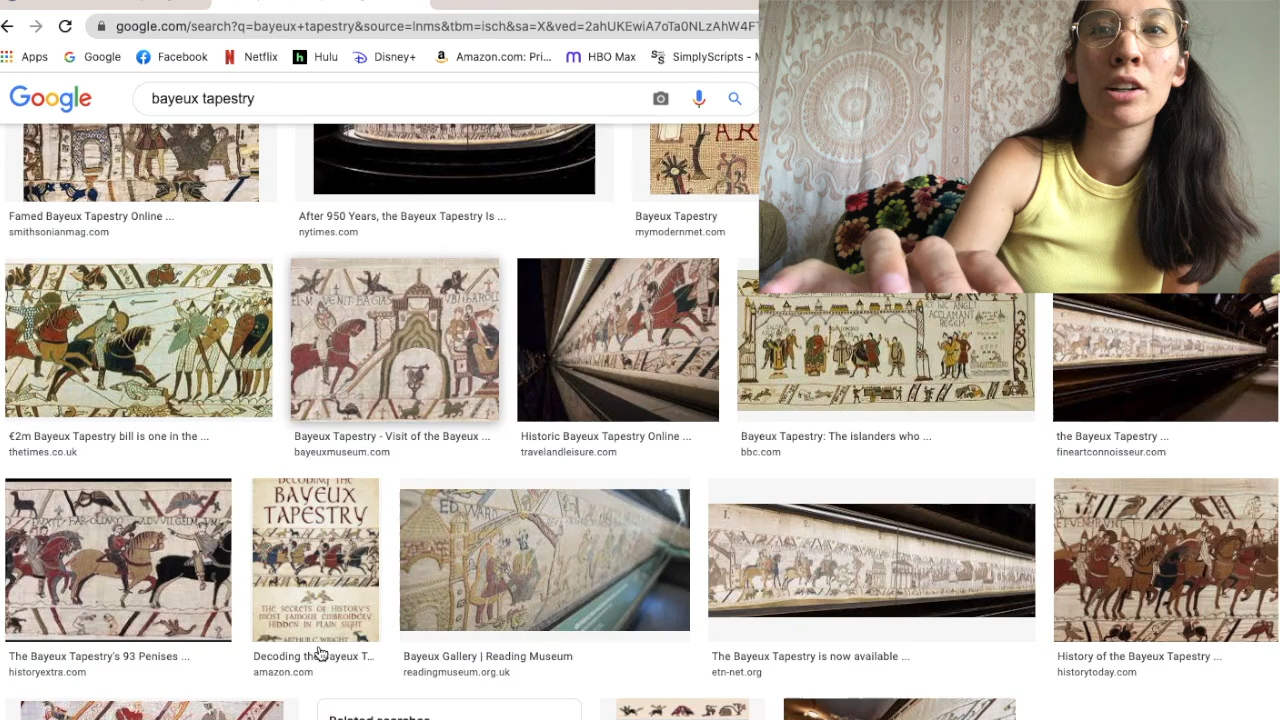 google.com/search?q=bayeux+tapestry&source=lnms&tbm=isch&sa=X&ved=2ahUKEwiA7oTa0NLzAhW4F
Apps Google Facebook Netflix Hulu Disney+ Amazon.com: Pri... HBO Max SimplyScripts -
Google bayeux tapestry
AR
Famed Bayeux Tapestry Online ... After 950 Years, the Bayeux Tapestry Is ... Bayeux Tapestry
smithsonianmag.com nytimes.com mymodernmet.com
ACLAMANT
REGEM
€2m Bayeux Tapestry bill is one in the ... Bayeux Tapestry - Visit of the Bayeux ... Historic Bayeux Tapestry Online ... Bayeux Tapestry: The islanders who ... the Bayeux Tapestry ...
thetimes.co.uk bayeuxmuseum.com travelandleisure.com bbc.com fineartconnoisseur.com
DECODING THE
BAYEUX
TAPESTRY
THE SECRETS OF HISTORY'S
MOST FAMOUS EMBROIDERY
HIDDEN IN PLAIN SIGHT
ARTHUR C. WRIGHT
EDWARD
The Bayeux Tapestry's 93 Penises ... Decoding the Bayeux T... Bayeux Gallery | Reading Museum The Bayeux Tapestry is now available ... History of the Bayeux Tapestry ...
historyextra.com amazon.com readingmuseum.org.uk etn-net.org historytoday.com
Related searches